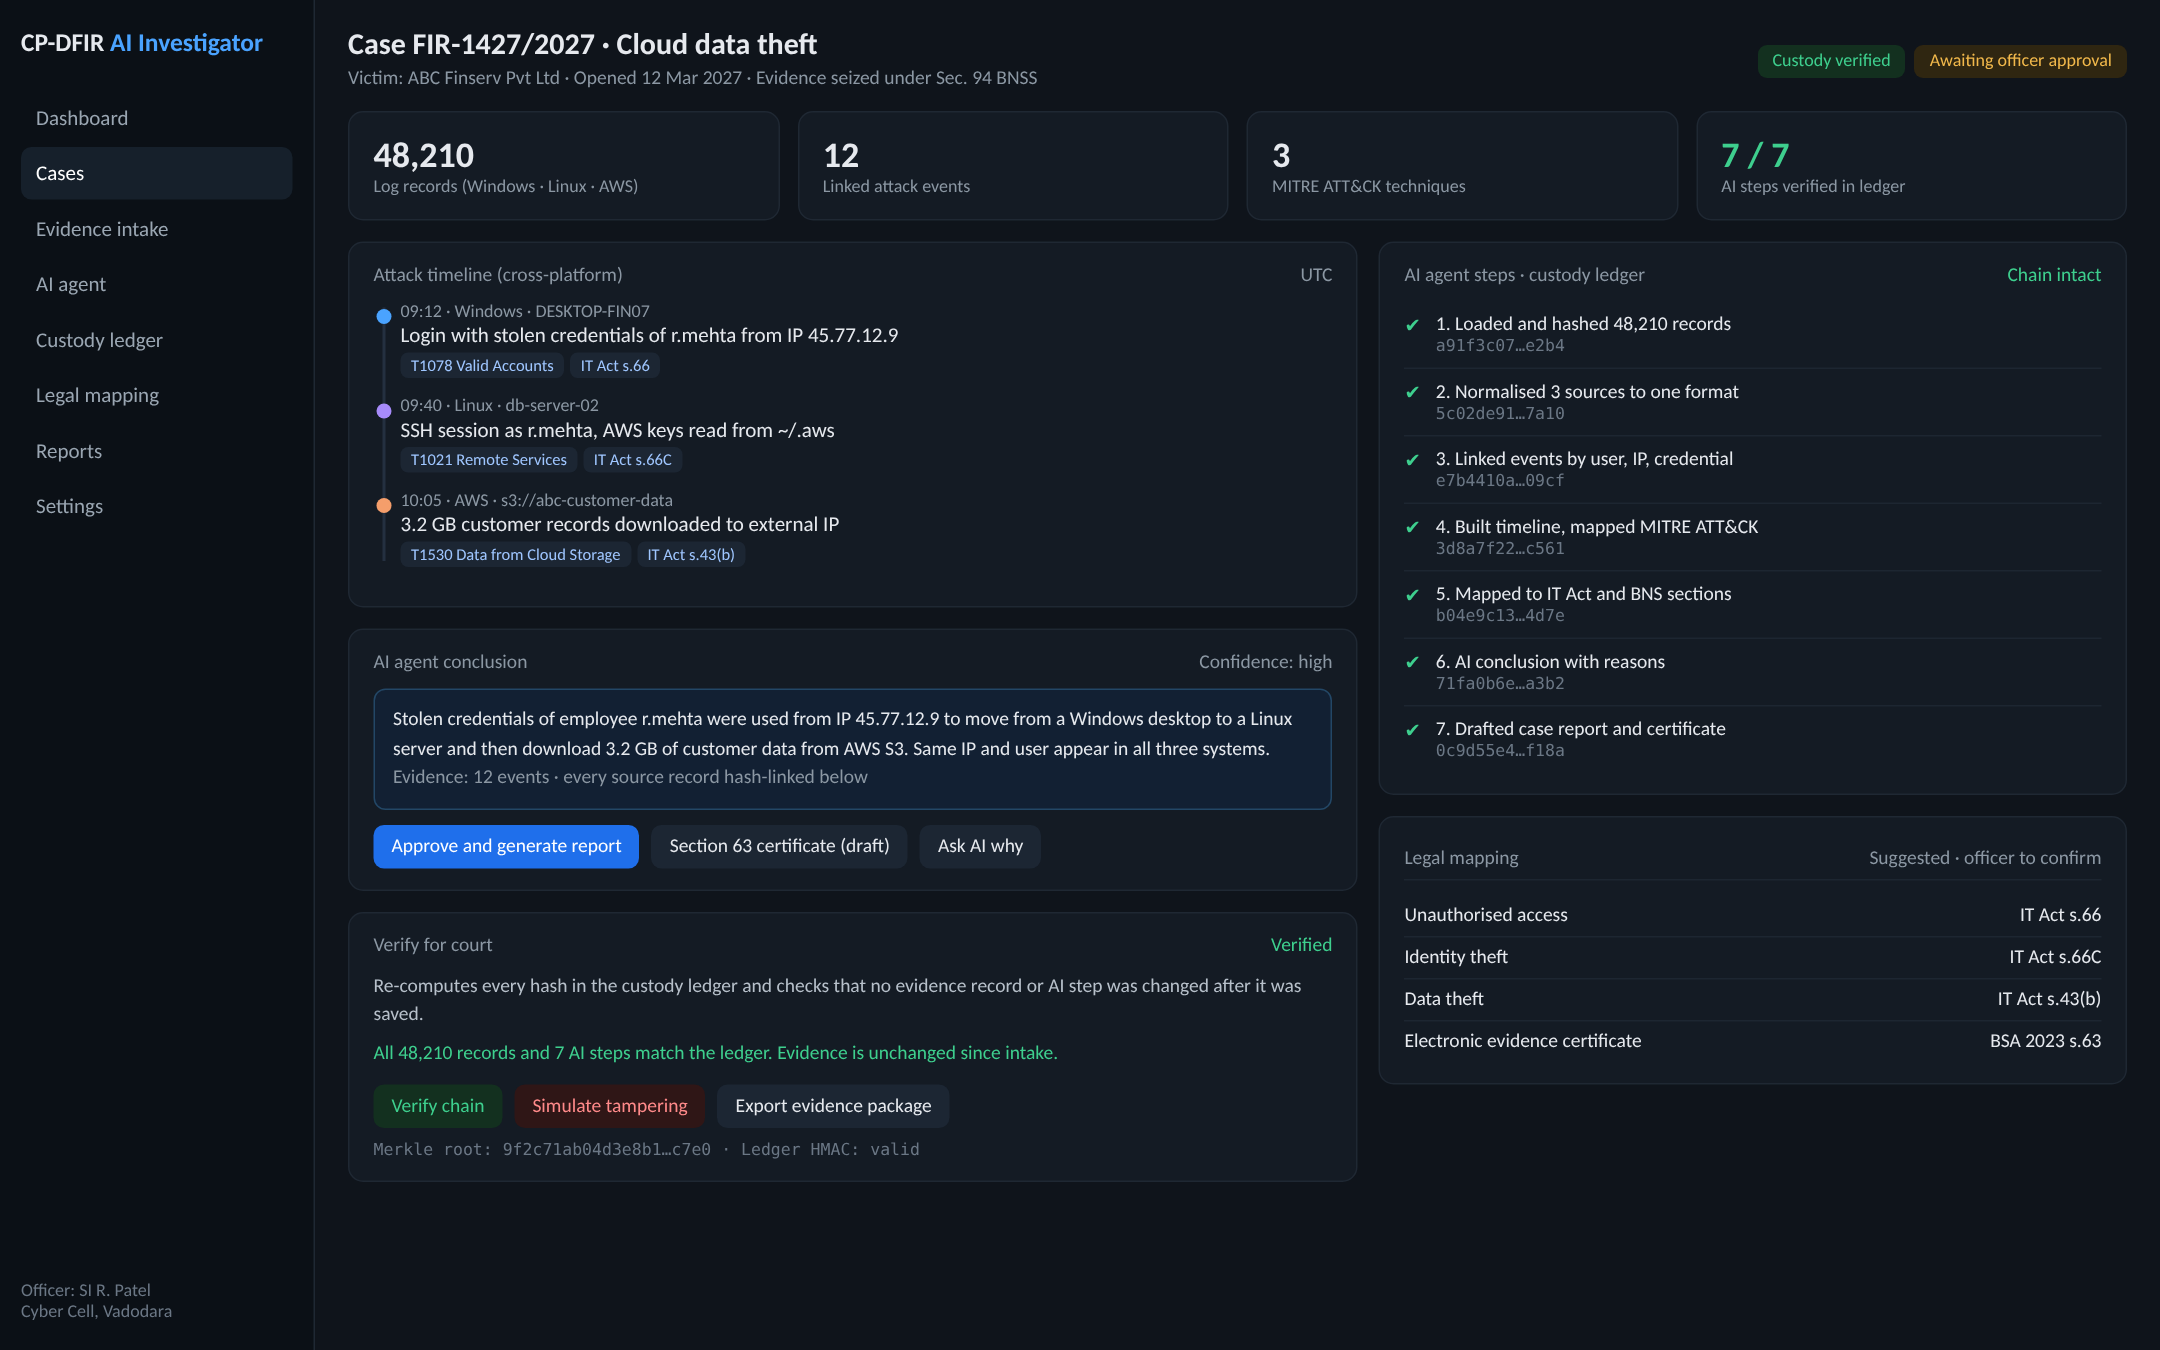 CP-DFIR AI Investigator
Dashboard
Cases
Evidence intake
AI agent
Custody ledger
Legal mapping
Reports
Settings
Officer: SI R. Patel
Cyber Cell, Vadodara
Case FIR-1427/2027 · Cloud data theft
Victim: ABC Finserv Pvt Ltd · Opened 12 Mar 2027 · Evidence seized under Sec. 94 BNSS
Custody verified
Awaiting officer approval
48,210
Log records (Windows · Linux · AWS)
12
Linked attack events
3
MITRE ATT&CK techniques
7 / 7
AI steps verified in ledger
Attack timeline (cross-platform)
UTC
09:12 · Windows · DESKTOP-FIN07
Login with stolen credentials of r.mehta from IP 45.77.12.9
T1078 Valid Accounts
IT Act s.66
09:40 · Linux · db-server-02
SSH session as r.mehta, AWS keys read from ~/.aws
T1021 Remote Services
IT Act s.66C
10:05 · AWS · s3://abc-customer-data
3.2 GB customer records downloaded to external IP
T1530 Data from Cloud Storage
IT Act s.43(b)
AI agent conclusion
Confidence: high
Stolen credentials of employee r.mehta were used from IP 45.77.12.9 to move from a Windows desktop to a Linux
server and then download 3.2 GB of customer data from AWS S3. Same IP and user appear in all three systems.
Evidence: 12 events · every source record hash-linked below
Approve and generate report
Section 63 certificate (draft)
Ask AI why
Verify for court
Verified
Re-computes every hash in the custody ledger and checks that no evidence record or AI step was changed after it was
saved.
All 48,210 records and 7 AI steps match the ledger. Evidence is unchanged since intake.
Verify chain
Simulate tampering
Export evidence package
Merkle root: 9f2c71ab04d3e8b1…c7e0 · Ledger HMAC: valid
AI agent steps · custody ledger
Chain intact
✔ 1. Loaded and hashed 48,210 records
a91f3c07…e2b4
✔ 2. Normalised 3 sources to one format
5c02de91…7a10
✔ 3. Linked events by user, IP, credential
e7b4410a…09cf
✔ 4. Built timeline, mapped MITRE ATT&CK
3d8a7f22…c561
✔ 5. Mapped to IT Act and BNS sections
b04e9c13…4d7e
✔ 6. AI conclusion with reasons
71fa0b6e…a3b2
✔ 7. Drafted case report and certificate
0c9d55e4…f18a
Legal mapping
Suggested · officer to confirm
Unauthorised access
IT Act s.66
Identity theft
IT Act s.66C
Data theft
IT Act s.43(b)
Electronic evidence certificate
BSA 2023 s.63